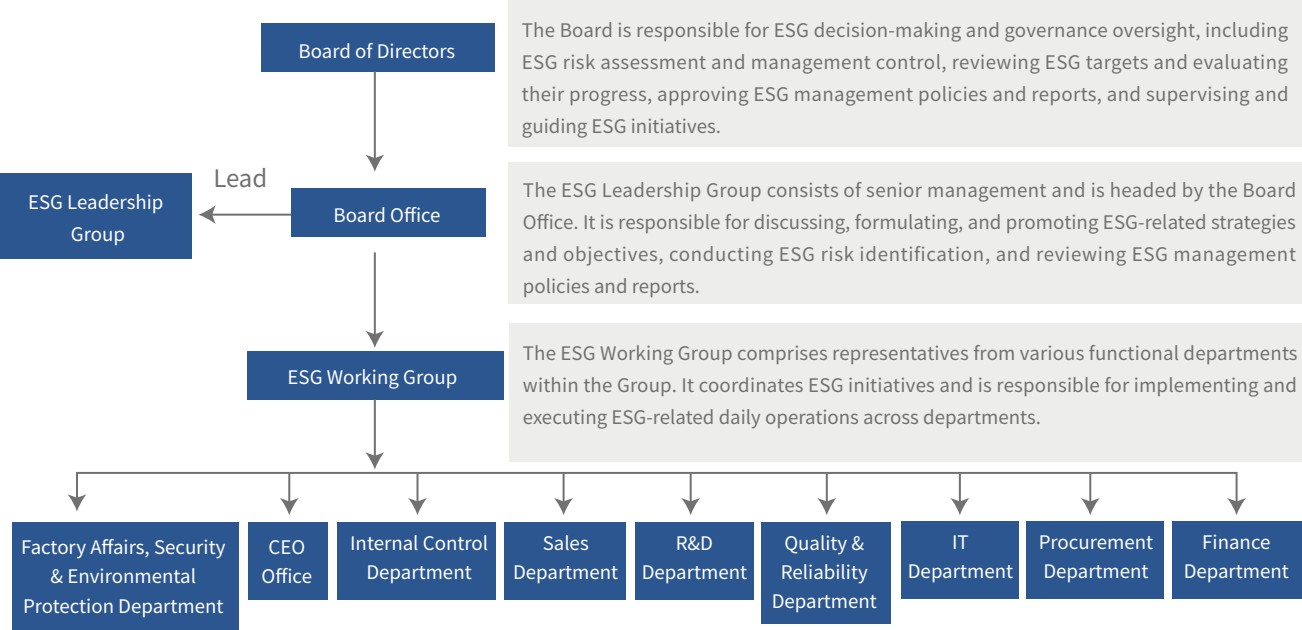 Board of Directors
The Board is responsible for ESG decision-making and governance oversight, including
ESG risk assessment and management control, reviewing ESG targets and evaluating
their progress, approving ESG management policies and reports, and supervising and
guiding ESG initiatives.
Lead
ESG Leadership
Group
Board Office
The ESG Leadership Group consists of senior management and is headed by the Board
Office. It is responsible for discussing, formulating, and promoting ESG-related strategies
and objectives, conducting ESG risk identification, and reviewing ESG management
policies and reports.
ESG Working Group
The ESG Working Group comprises representatives from various functional departments
within the Group. It coordinates ESG initiatives and is responsible for implementing and
executing ESG-related daily operations across departments.
Factory Affairs, Security
& Environmental
Protection Department
CEO
Office
Internal Control
Department
Sales
Department
R&D
Department
Quality &
Reliability
Department
IT
Department
Procurement
Department
Finance
Department